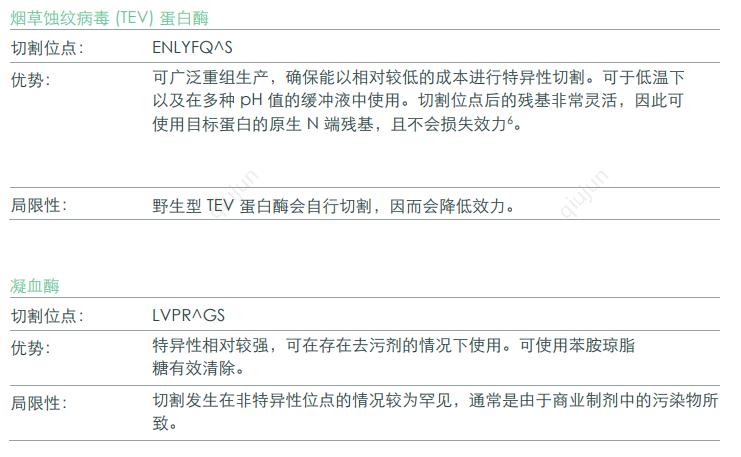 烟草蚀纹病毒 (TEV) 蛋白酶
切割位点： ENLYFQ^S
优势： 可广泛重组生产，确保能以相对较低的成本进行特异性切割。可于低温下
以及在多种 pH 值的缓冲液中使用。切割位点后的残基非常灵活，因此可
使用目标蛋白的原生 N 端残基，且不会损失效力6。
局限性： 野生型 TEV 蛋白酶会自行切割，因而会降低效力。
qiujun qiujun
凝血酶
切割位点： LVPR^GS
优势： 特异性相对较强，可在存在去污剂的情况下使用。可使用苯胺琼脂
糖有效清除。
局限性： 切割发生在非特异性位点的情况较为罕见，通常是由于商业制剂中的污染物所
致。